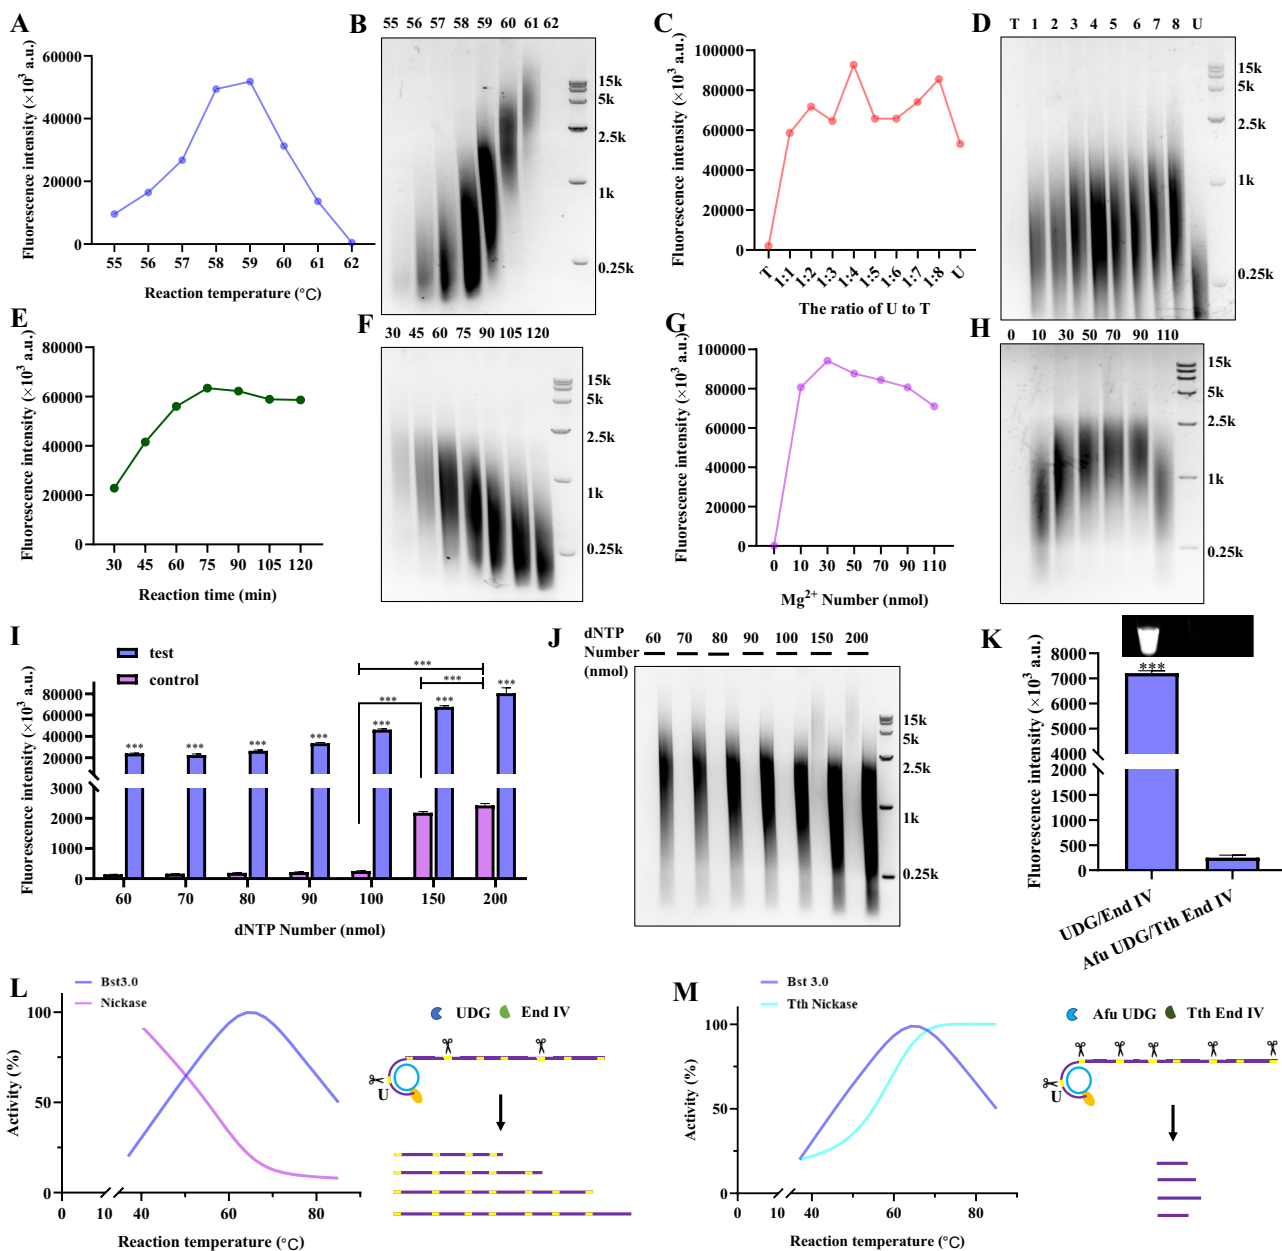 A
Fluorescence intensity (×10³ a.u.)
60000
40000
20000
0
55 56 57 58 59 60 61 62
Reaction temperature (°C)
B
55 56 57 58 59 60 61 62
15k
5k
2.5k
1k
0.25k
C
Fluorescence intensity (×10³ a.u.)
100000
80000
60000
40000
20000
0
T 1:1 1:2 1:3 1:4 1:5 1:6 1:7 1:8 U
The ratio of U to T
D
T 1 2 3 4 5 6 7 8 U
15k
5k
2.5k
1k
0.25k
E
Fluorescence intensity (×10³ a.u.)
80000
60000
40000
20000
0
30 45 60 75 90 105 120
Reaction time (min)
F
30 45 60 75 90 105 120
15k
5k
2.5k
1k
0.25k
G
Fluorescence intensity (×10³ a.u.)
100000
80000
60000
40000
20000
0
0 10 30 50 70 90 110
Mg²⁺ Number (nmol)
H
0 10 30 50 70 90 110
15k
5k
2.5k
1k
0.25k
I
test
control
Fluorescence intensity (×10³ a.u.)
80000
60000
40000
20000
3000
2000
1000
0
*** *** *** *** *** *** ***
***
***
***
60 70 80 90 100 150 200
dNTP Number (nmol)
J
dNTP
Number
(nmol)
60 70 80 90 100 150 200
15k
5k
2.5k
1k
0.25k
K
Fluorescence intensity (×10³ a.u.)
8000
7000
6000
5000
4000
2000
1500
1000
500
0
***
UDG/End IV
Afu UDG/Tth End IV
L
Bst3.0
Nickase
Activity (%)
100
50
0
0 10 40 60 80
Reaction temperature (°C)
UDG End IV
U
M
Bst 3.0
Tth Nickase
Activity (%)
100
50
0
0 10 40 60 80
Reaction temperature (°C)
Afu UDG Tth End IV
U